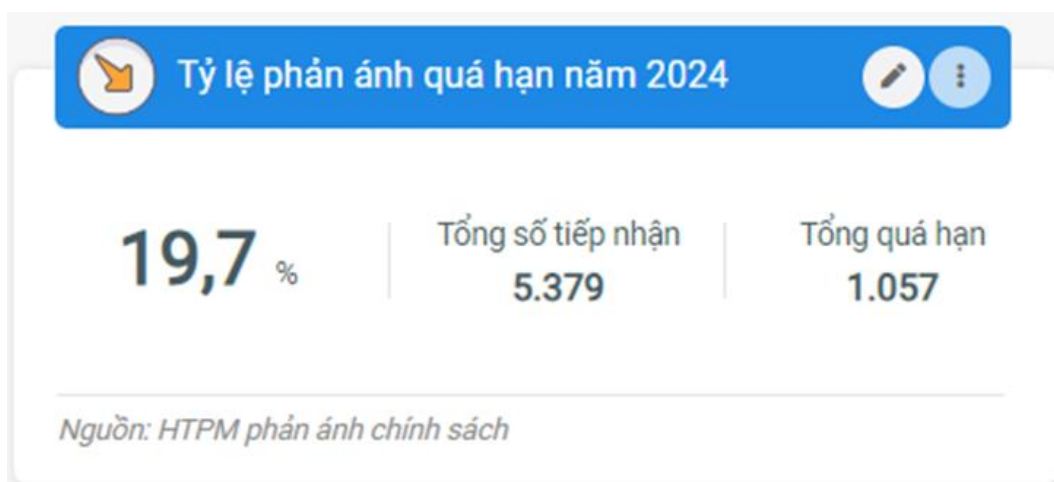 Tỷ lệ phản ánh quá hạn năm 2024
19,7 %
Tổng số tiếp nhận
5.379
Tổng quá hạn
1.057
Nguồn: HTPM phản ánh chính sách